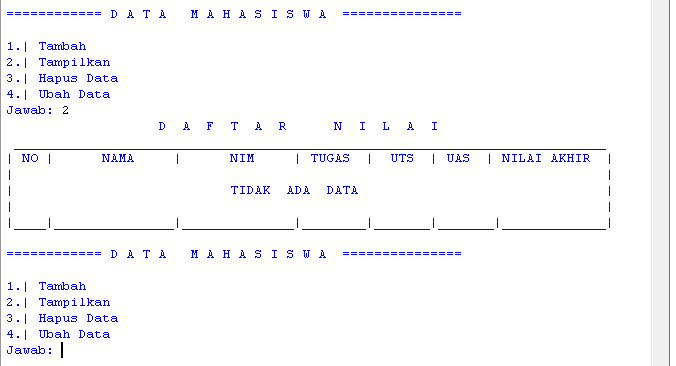 ============ D A T A   M A H A S I S W A  ===============
1.| Tambah
2.| Tampilkan
3.| Hapus Data
4.| Ubah Data
Jawab: 2
D  A  F  T  A  R      N  I  L  A  I
| NO |      NAMA     |      NIM     | TUGAS |  UTS  | UAS  | NILAI AKHIR  |
TIDAK  ADA  DATA
============ D A T A   M A H A S I S W A  ===============
1.| Tambah
2.| Tampilkan
3.| Hapus Data
4.| Ubah Data
Jawab: